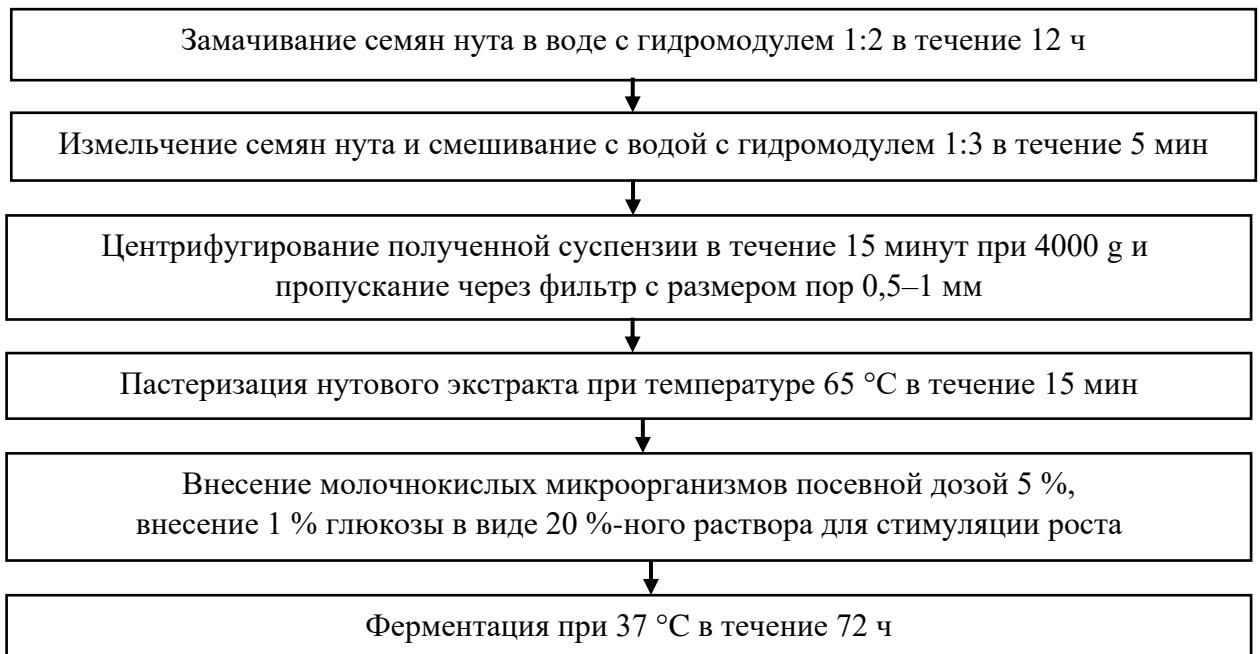 Замачивание семян нута в воде с гидромодулем 1:2 в течение 12 ч
Измельчение семян нута и смешивание с водой с гидромодулем 1:3 в течение 5 мин
Центрифугирование полученной суспензии в течение 15 минут при 4000 g и
пропускание через фильтр с размером пор 0,5–1 мм
Пастеризация нутового экстракта при температуре 65 °С в течение 15 мин
Внесение молочнокислых микроорганизмов посевной дозой 5 %,
внесение 1 % глюкозы в виде 20 %-ного раствора для стимуляции роста
Ферментация при 37 °С в течение 72 ч